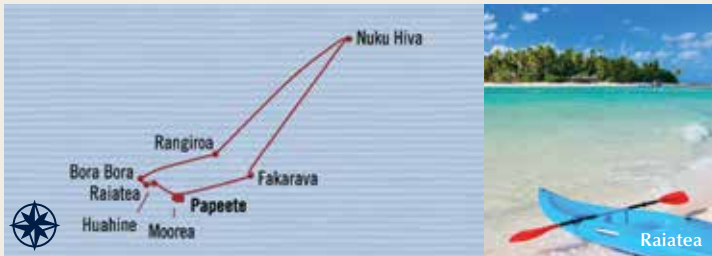 Nuku Hiva
Rangiroa
Bora Bora
Fakarava
Raiatea
Papeete
Huahine
Moorea
Raiatea